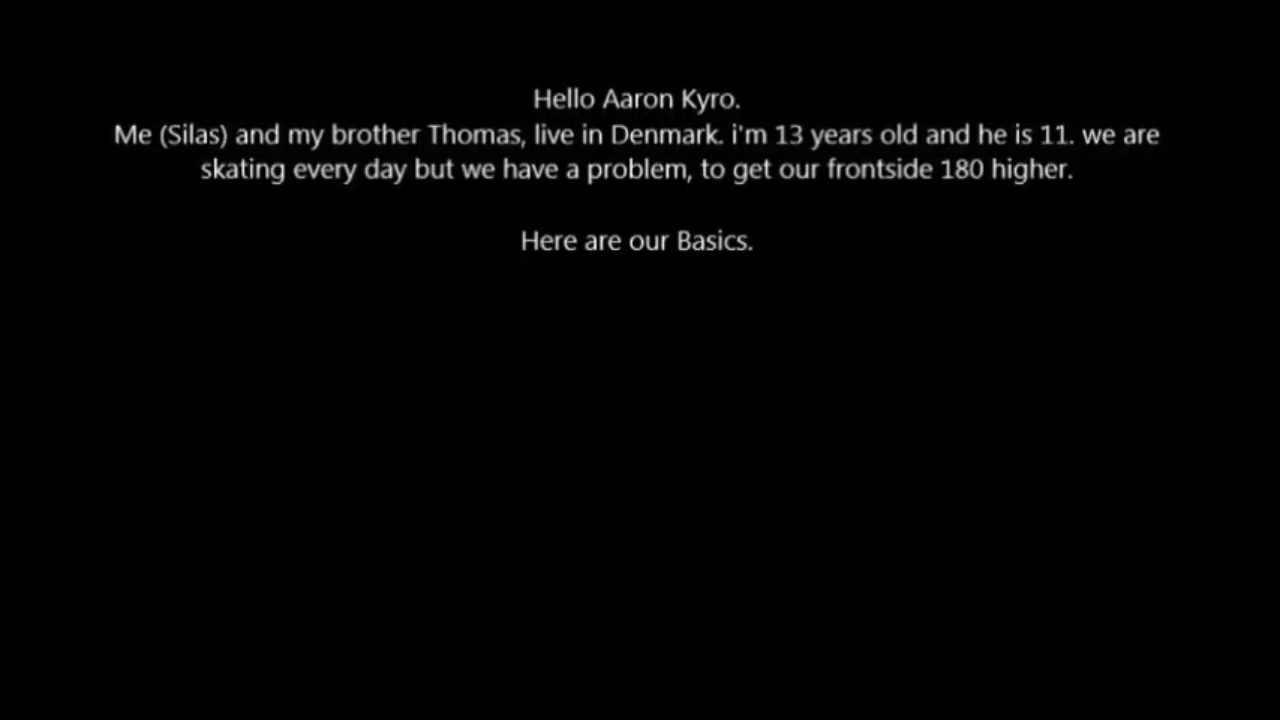 Hello Aaron Kyro.
Me (Silas) and my brother Thomas, live in Denmark. i'm 13 years old and he is 11. we are
skating every day but we have a problem, to get our frontside 180 higher.
Here are our Basics.